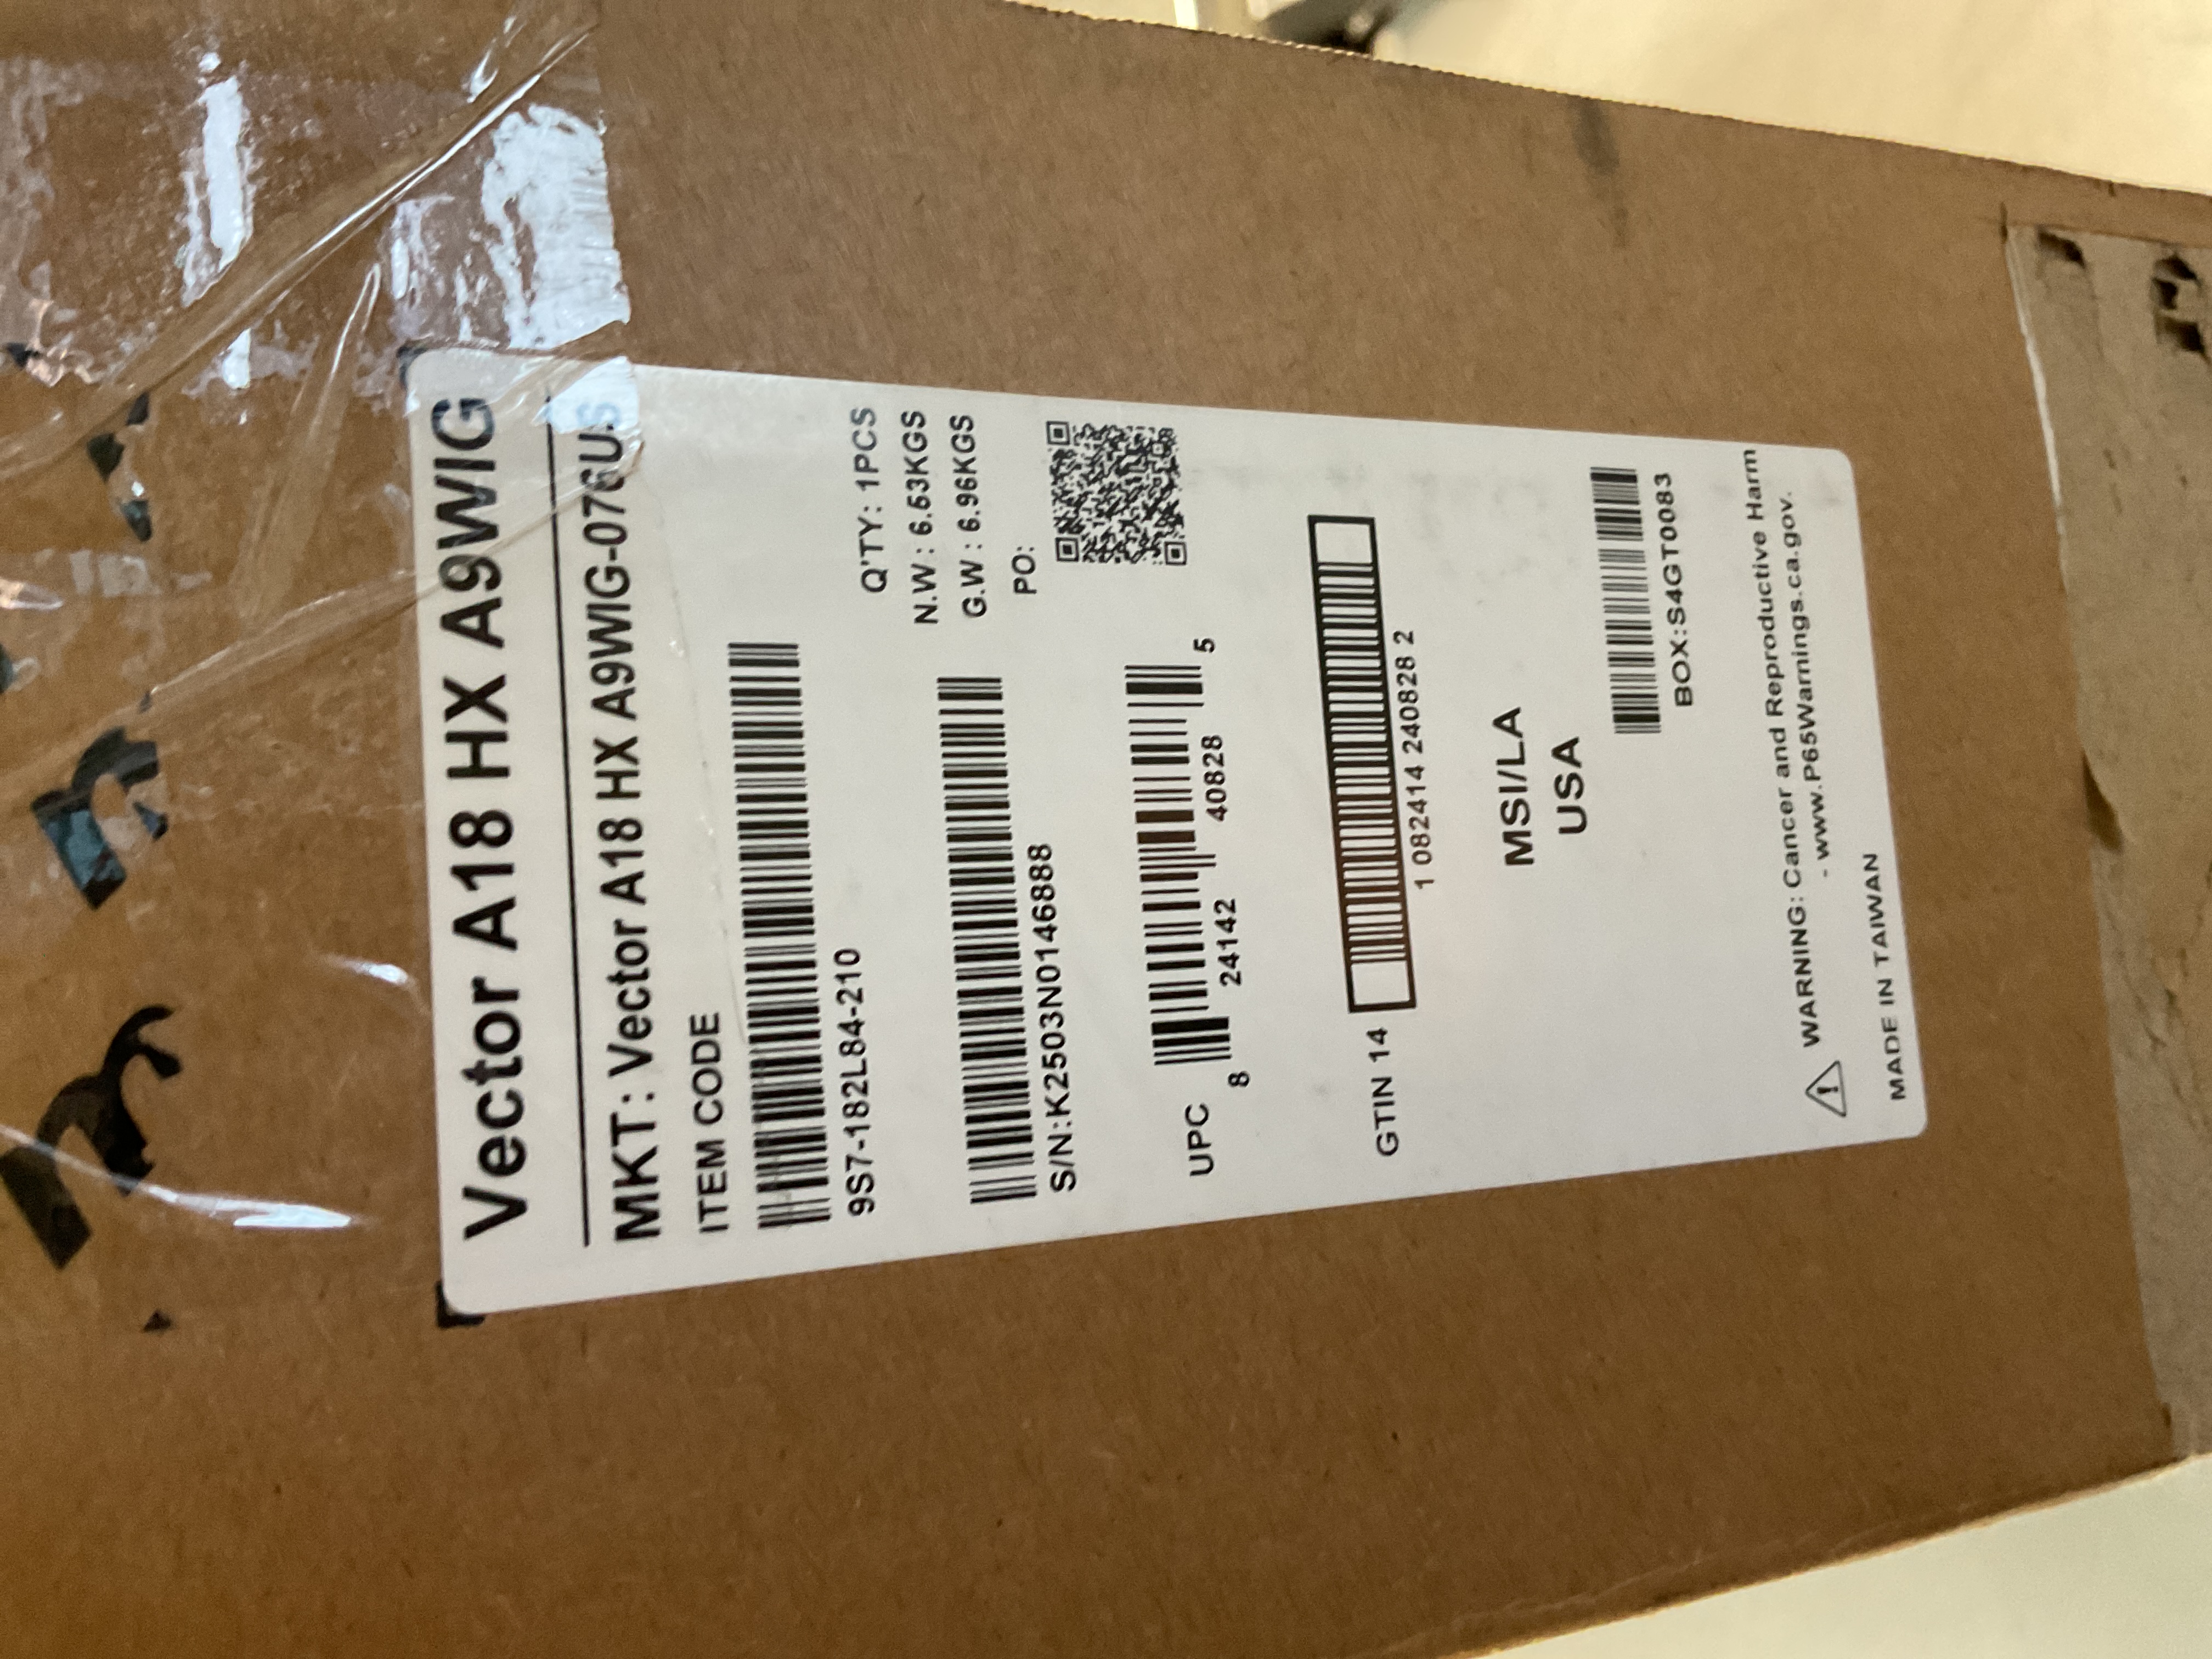 Vector A18 HX A9WIG
MKT: Vector A18 HX A9WIG-076US
ITEM CODE
9S7-182L84-210
Q'TY: 1PCS
N.W : 6.63KGS
G.W : 6.96KGS
PO:
S/N:K2503N0146888
UPC
8 24142 40828 5
GTIN 14
1 082414 240828 2
MSI/LA
USA
BOX:S4GT0083
WARNING: Cancer and Reproductive Harm
- www.P65Warnings.ca.gov.
MADE IN TAIWAN